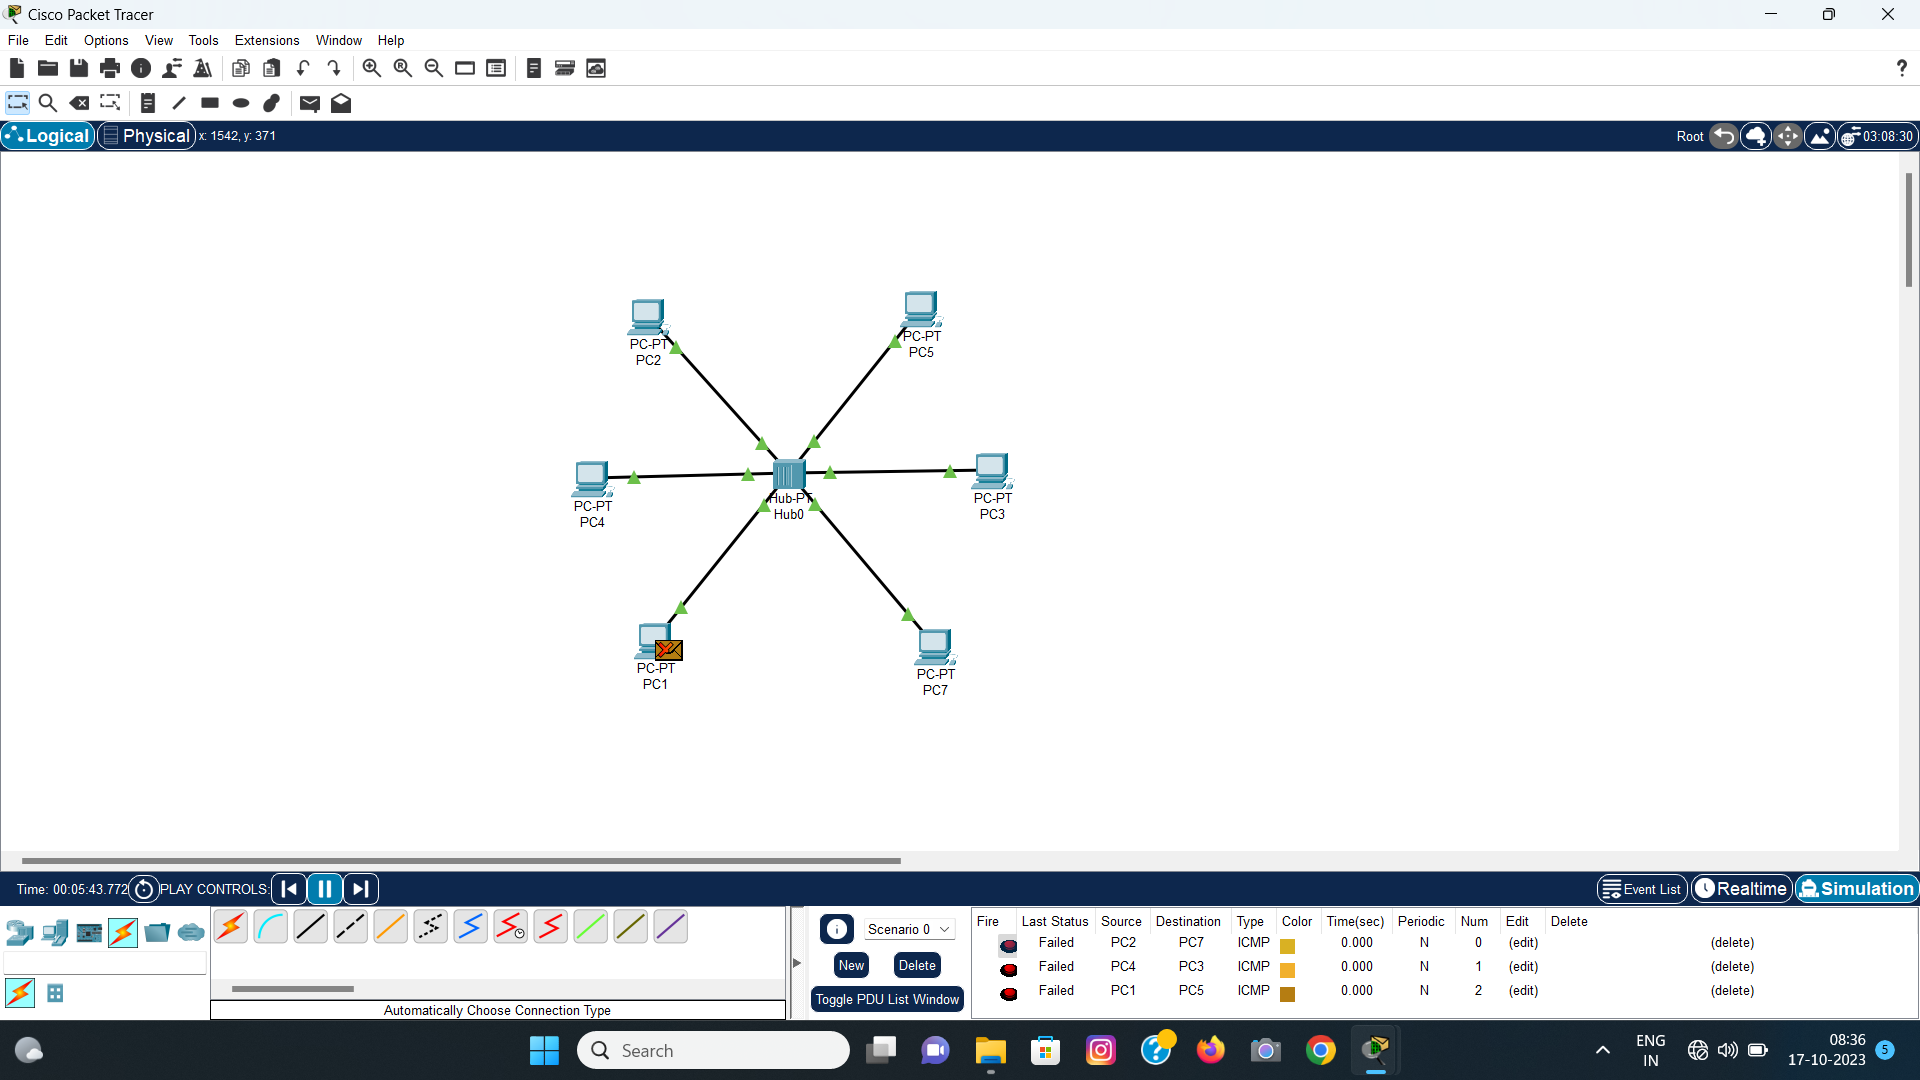 Cisco Packet Tracer
File Edit Options View Tools Extensions Window Help
Logical Physical x: 1542, y: 371 Root 03:08:30
PC-PT
PC2
PC-PT
PC5
PC-PT
PC4
Hub-PT
Hub0
PC-PT
PC3
PC-PT
PC1
PC-PT
PC7
Time: 00:05:43.772 PLAY CONTROLS: Event List Realtime Simulation
Scenario 0
New Delete
Toggle PDU List Window
Automatically Choose Connection Type
Fire Last Status Source Destination Type Color Time(sec) Periodic Num Edit Delete
Failed PC2 PC7 ICMP 0.000 N 0 (edit) (delete)
Failed PC4 PC3 ICMP 0.000 N 1 (edit) (delete)
Failed PC1 PC5 ICMP 0.000 N 2 (edit) (delete)
Search
ENG
IN
08:36
17-10-2023
5